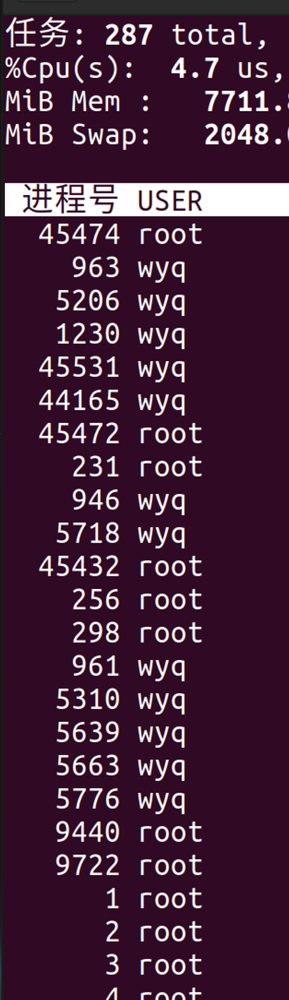 任务: 287 total,
%Cpu(s): 4.7 us,
MiB Mem : 7711.8
MiB Swap: 2048.0
进程号 USER
45474 root
963 wyq
5206 wyq
1230 wyq
45531 wyq
44165 wyq
45472 root
231 root
946 wyq
5718 wyq
45432 root
256 root
298 root
961 wyq
5310 wyq
5639 wyq
5663 wyq
5776 wyq
9440 root
9722 root
1 root
2 root
3 root
4 root